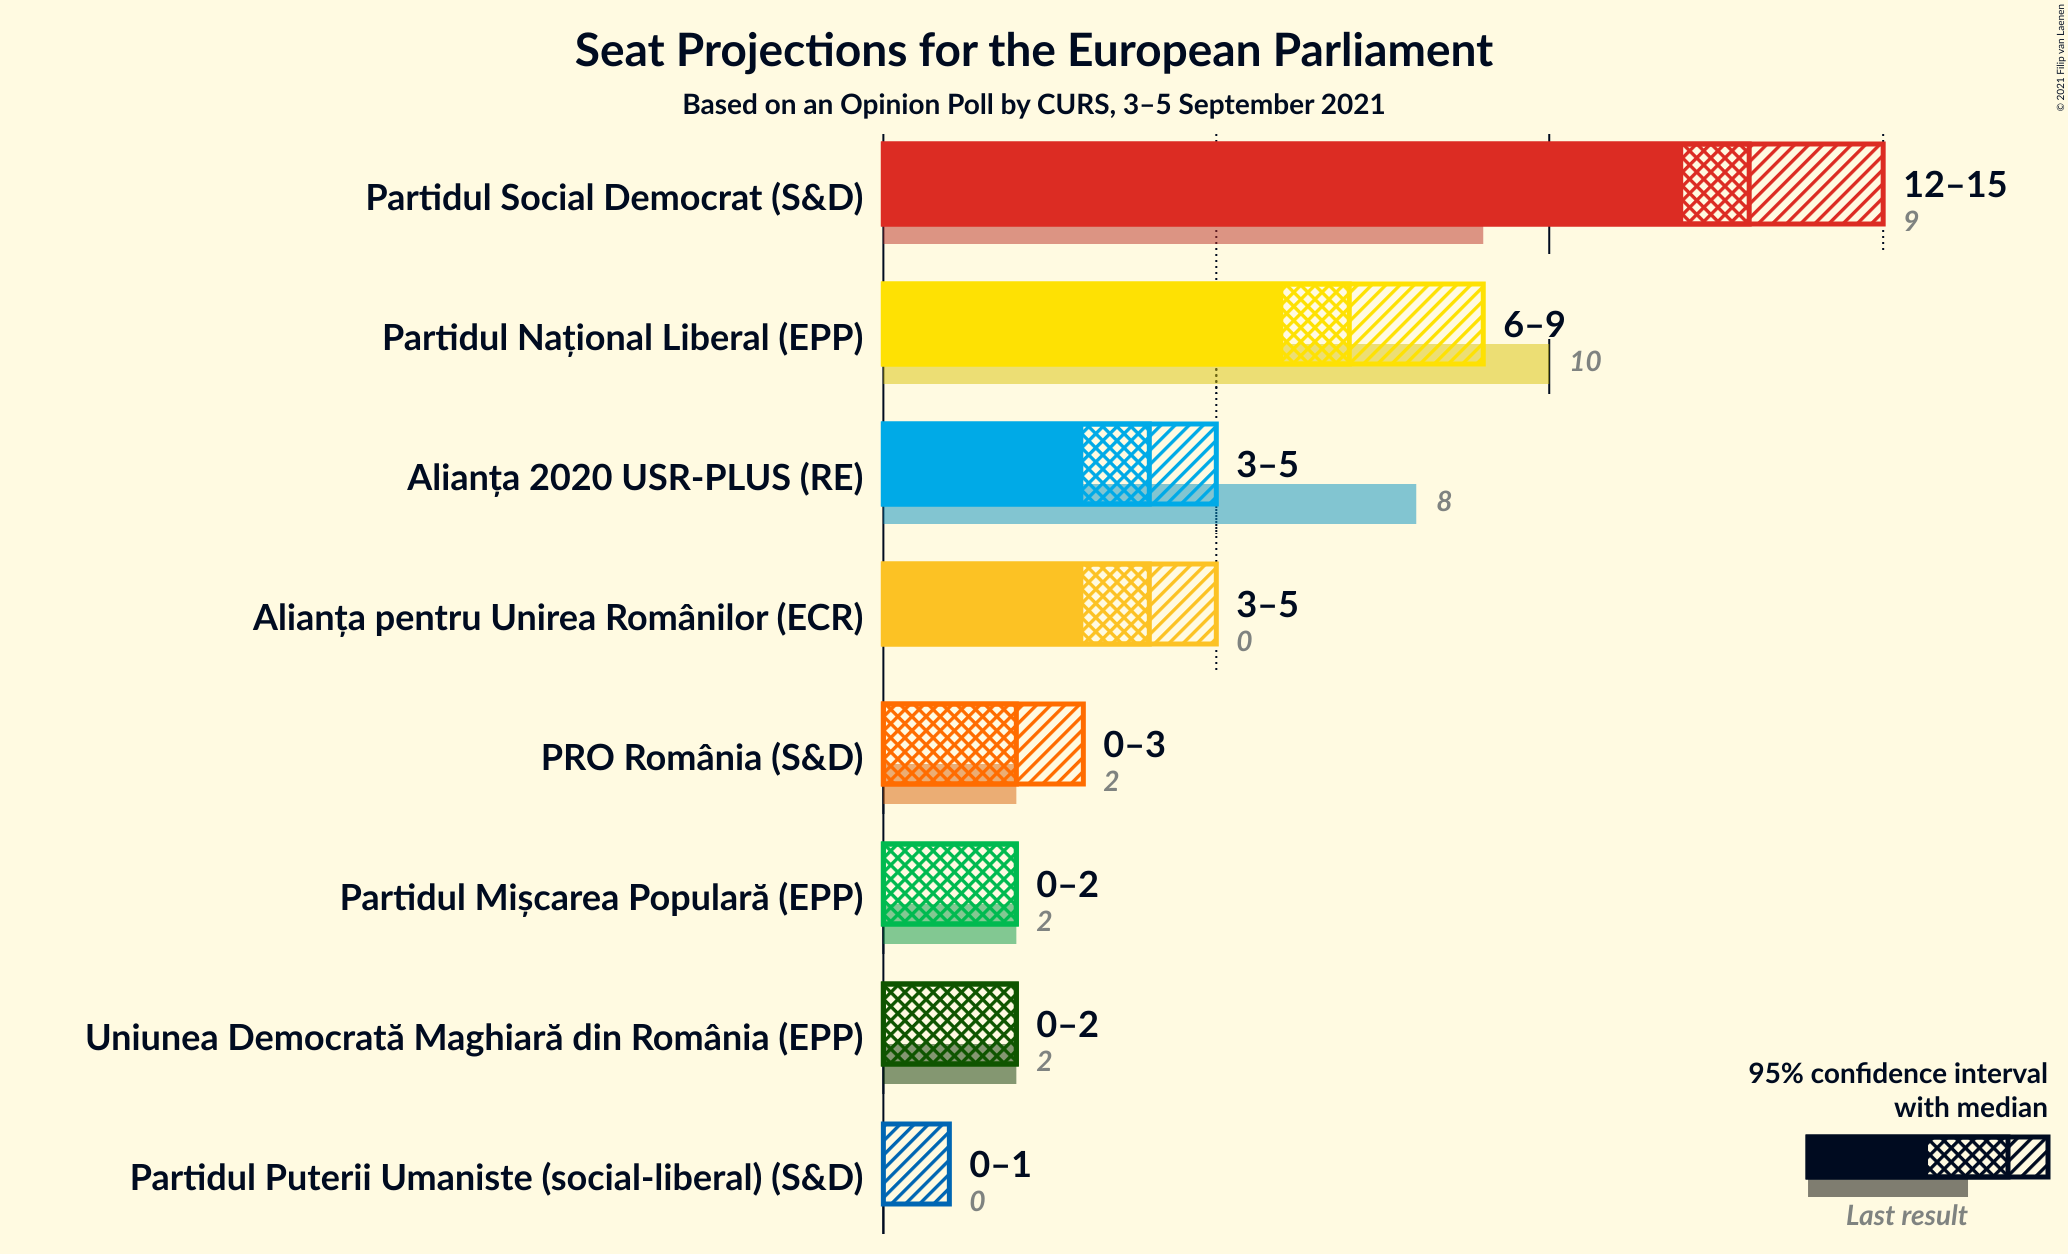 Seat Projections for the European Parliament
Based on an Opinion Poll by CURS, 3–5 September 2021
© 2021 Filip van Laenen
Partidul Social Democrat (S&D)
12–15
9
Partidul Național Liberal (EPP)
6–9
10
Alianța 2020 USR-PLUS (RE)
3–5
8
Alianța pentru Unirea Românilor (ECR)
3–5
0
PRO România (S&D)
0–3
2
Partidul Mișcarea Populară (EPP)
0–2
2
Uniunea Democrată Maghiară din România (EPP)
0–2
2
Partidul Puterii Umaniste (social-liberal) (S&D)
0–1
0
95% confidence interval
with median
Last result